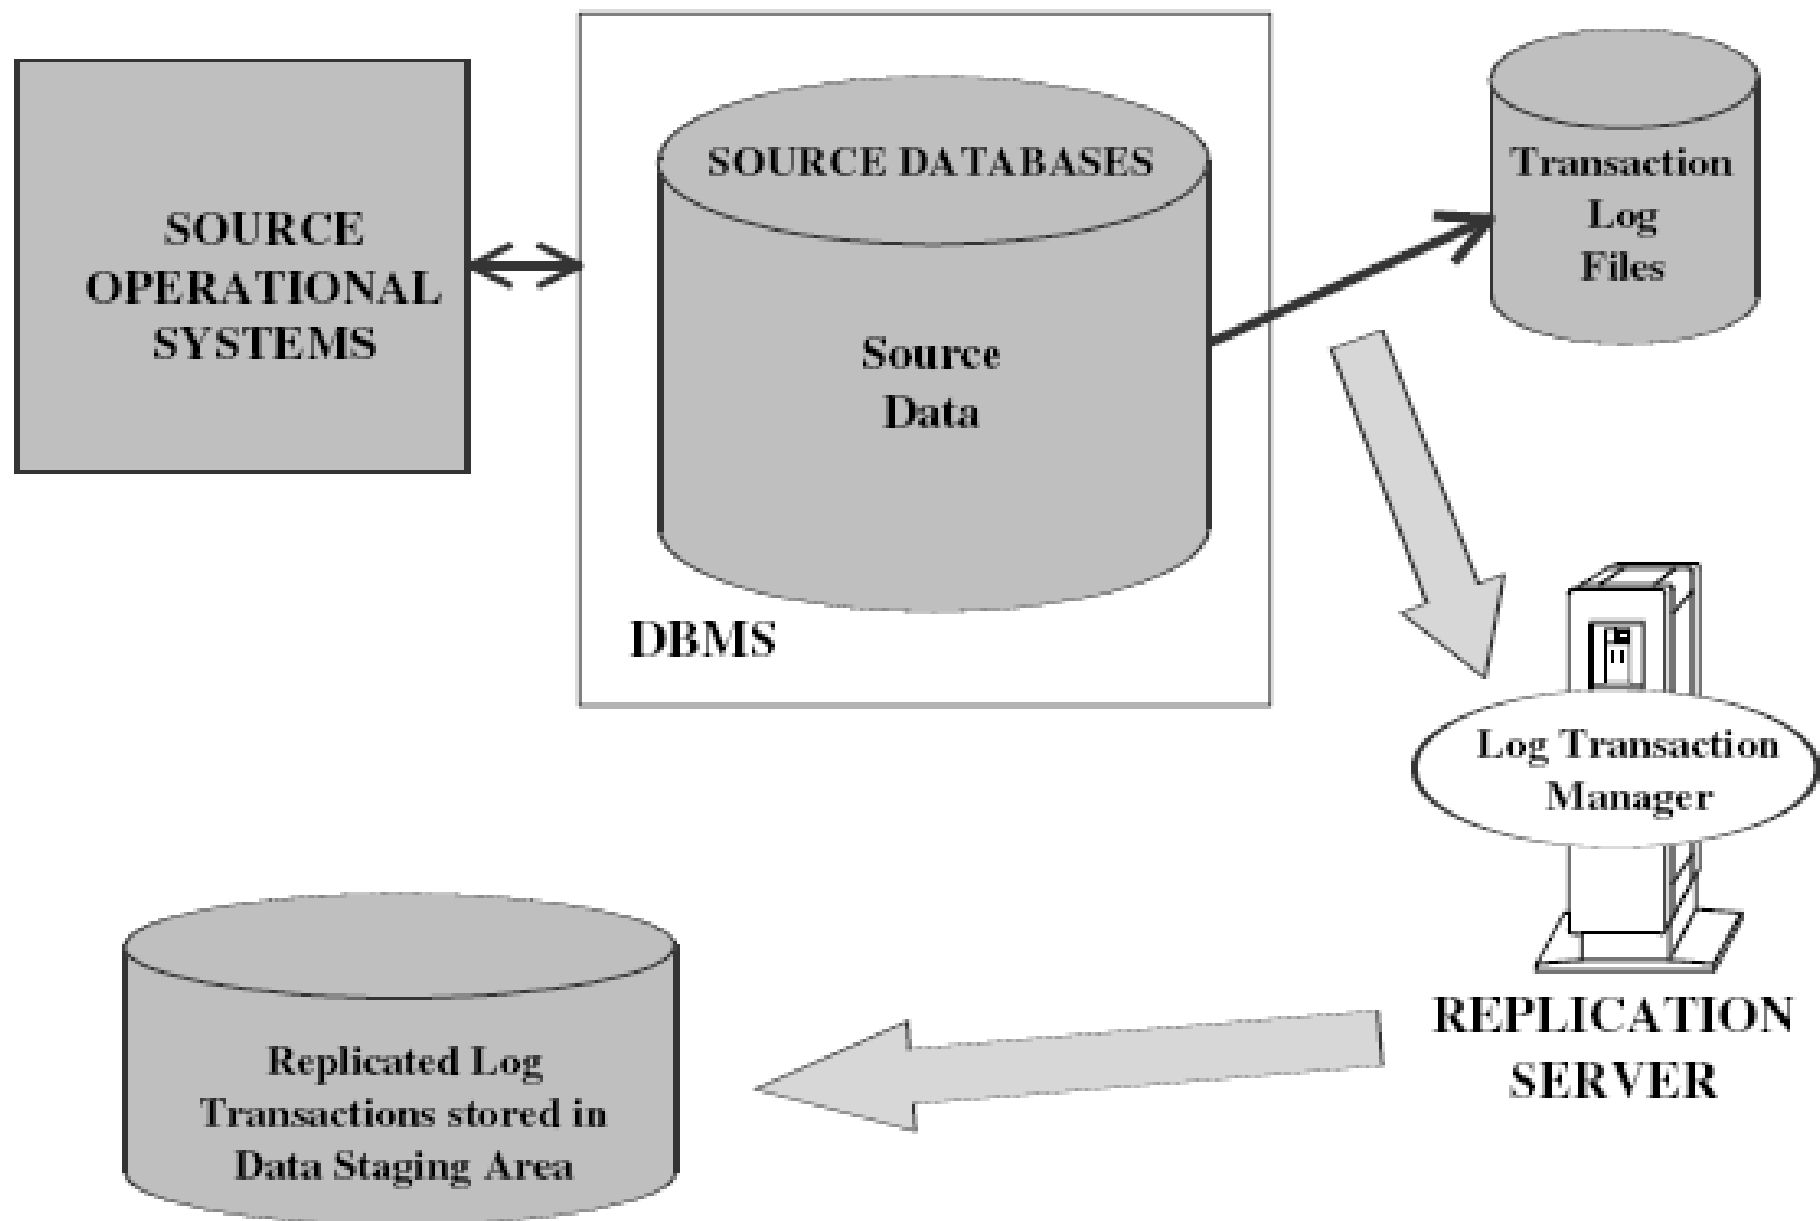 SOURCE
OPERATIONAL
SYSTEMS
SOURCE DATABASES
Source
Data
DBMS
Transaction
Log
Files
Log Transaction
Manager
REPLICATION
SERVER
Replicated Log
Transactions stored in
Data Staging Area